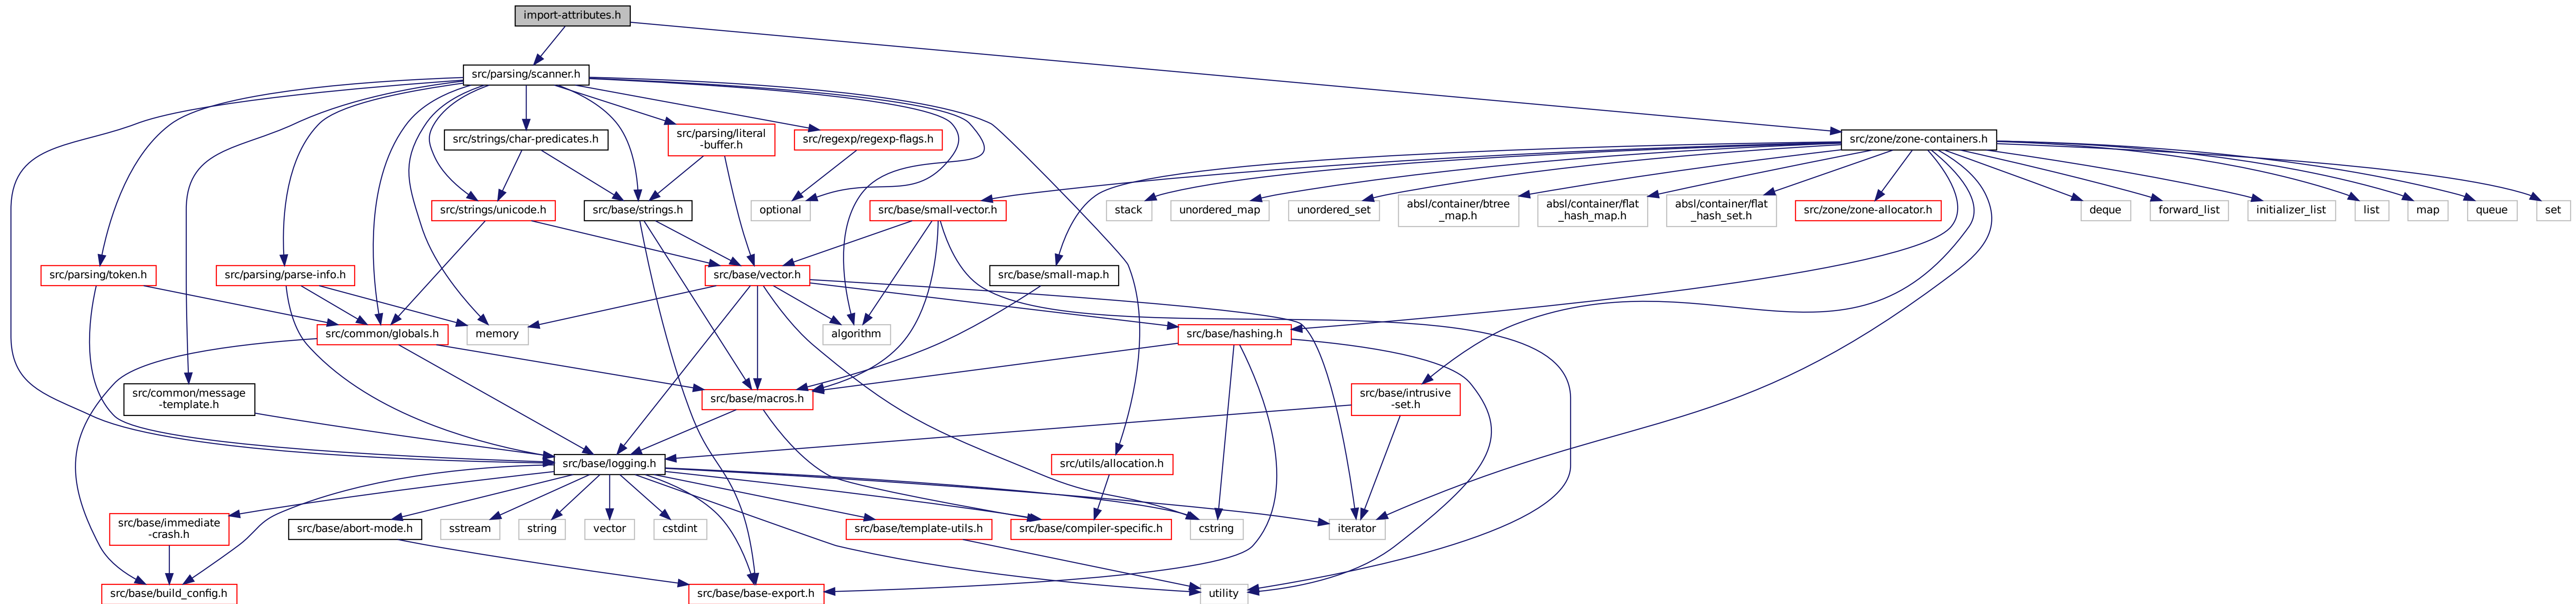 import-attributes.h
src/parsing/scanner.h
src/strings/char-predicates.h
src/parsing/literal
-buffer.h
src/regexp/regexp-flags.h
src/zone/zone-containers.h
src/strings/unicode.h
src/base/strings.h
optional
src/base/small-vector.h
stack
unordered_map
unordered_set
absl/container/btree
_map.h
absl/container/flat
_hash_map.h
absl/container/flat
_hash_set.h
src/zone/zone-allocator.h
deque
forward_list
initializer_list
list
map
queue
set
src/parsing/token.h
src/parsing/parse-info.h
src/base/vector.h
src/base/small-map.h
src/common/globals.h
memory
algorithm
src/base/hashing.h
src/common/message
-template.h
src/base/macros.h
src/base/intrusive
-set.h
src/base/logging.h
src/utils/allocation.h
src/base/immediate
-crash.h
src/base/abort-mode.h
sstream
string
vector
cstdint
src/base/template-utils.h
src/base/compiler-specific.h
cstring
iterator
src/base/build_config.h
src/base/base-export.h
utility